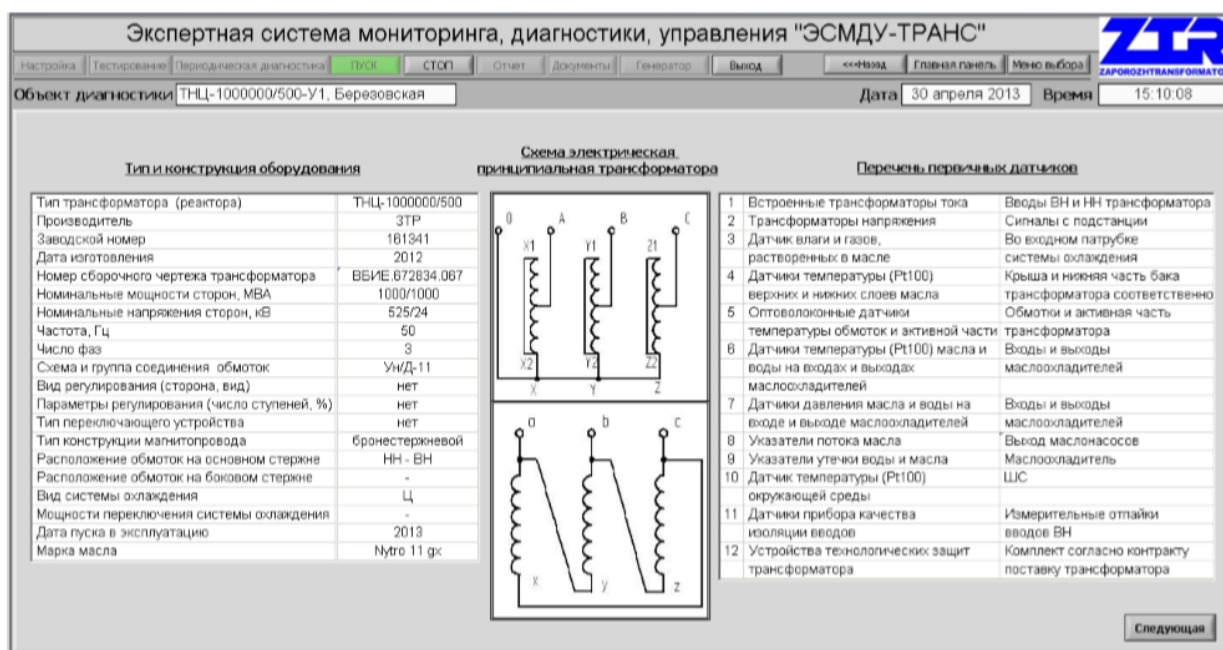 Экспертная система мониторинга, диагностики, управления "ЭСМДУ-ТРАНС"
ZTR
ZAPOROZHTRANSFORMATO
Настройка Тестирование Периодическая диагностика ПУСК СТОП Отчет Документы Генератор Выход <<<Назад Главная панель Меню выбора
Объект диагностики ТНЦ-1000000/500-У1, Березовская Дата 30 апреля 2013 Время 15:10:08
Тип и конструкция оборудования
Тип трансформатора (реактора) ТНЦ-1000000/500
Производитель ЗТР
Заводской номер 161341
Дата изготовления 2012
Номер сборочного чертежа трансформатора ВБИЕ.672834.067
Номинальные мощности сторон, МВА 1000/1000
Номинальные напряжения сторон, кВ 525/24
Частота, Гц 50
Число фаз 3
Схема и группа соединения обмоток Ун/Д-11
Вид регулирования (сторона, вид) нет
Параметры регулирования (число ступеней, %) нет
Тип переключающего устройства нет
Тип конструкции магнитопровода бронестержневой
Расположение обмоток на основном стержне НН - ВН
Расположение обмоток на боковом стержне -
Вид системы охлаждения Ц
Мощности переключения системы охлаждения -
Дата пуска в эксплуатацию 2013
Марка масла Nytro 11 gx
Схема электрическая
принципиальная трансформатора
0 A B C
X1 Y1 Z1
X2 Y2 Z2
X Y Z
a b c
x y z
Перечень первичных датчиков
1 Встроенные трансформаторы тока Вводы ВН и НН трансформатора
2 Трансформаторы напряжения Сигналы с подстанции
3 Датчик влаги и газов, Во входном патрубке
растворенных в масле системы охлаждения
4 Датчики температуры (Pt100) Крыша и нижняя часть бака
верхних и нижних слоев масла трансформатора соответственно
5 Оптоволоконные датчики Обмотки и активная часть
температуры обмоток и активной части трансформатора
6 Датчики температуры (Pt100) масла и Входы и выходы
воды на входах и выходах маслоохладителей
маслоохладителей
7 Датчики давления масла и воды на Входы и выходы
входе и выходе маслоохладителей маслоохладителей
8 Указатели потока масла Выход маслонасосов
9 Указатели утечки воды и масла Маслоохладитель
10 Датчик температуры (Pt100) ШС
окружающей среды
11 Датчики прибора качества Измерительные отпайки
изоляции вводов вводов ВН
12 Устройства технологических защит Комплект согласно контракту
трансформатора поставку трансформатора
Следующая